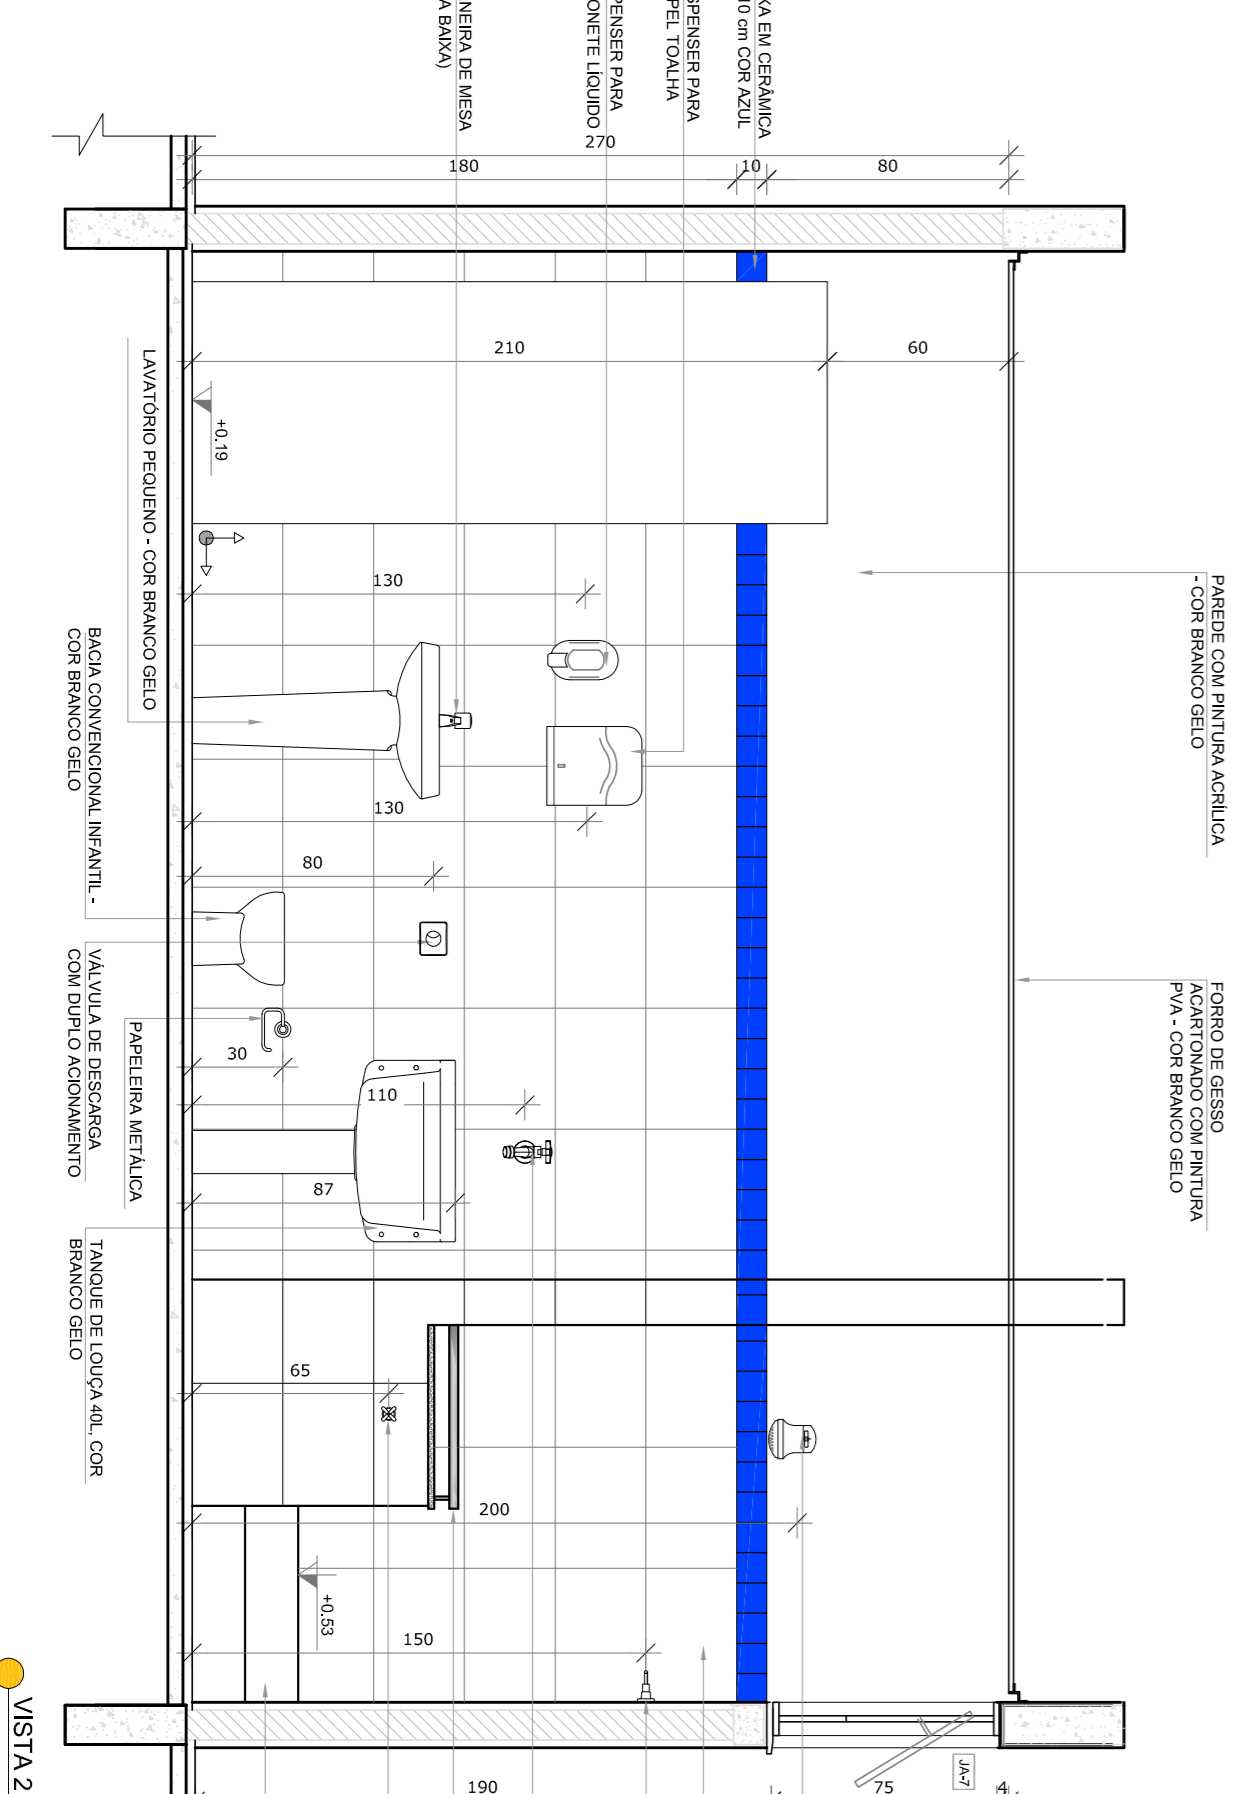 PAREDE COM PINTURA ACRÍLICA
- COR BRANCO GELO
FORRO DE GESSO
ACARTONADO COM PINTURA
PVA - COR BRANCO GELO
XA EM CERÂMICA
10 cm COR AZUL
SPENSER PARA
PEL TOALHA
PENSER PARA
ONETE LÍQUIDO
NEIRA DE MESA
A BAIXA)
270
180
10
80
210
60
+0.19
130
130
80
30
110
87
65
200
+0.53
150
190
75
4
JA-7
LAVATÓRIO PEQUENO - COR BRANCO GELO
BACIA CONVENCIONAL INFANTIL -
COR BRANCO GELO
VÁLVULA DE DESCARGA
COM DUPLO ACIONAMENTO
PAPELEIRA METÁLICA
TANQUE DE LOUÇA 40L, COR
BRANCO GELO
VISTA 2